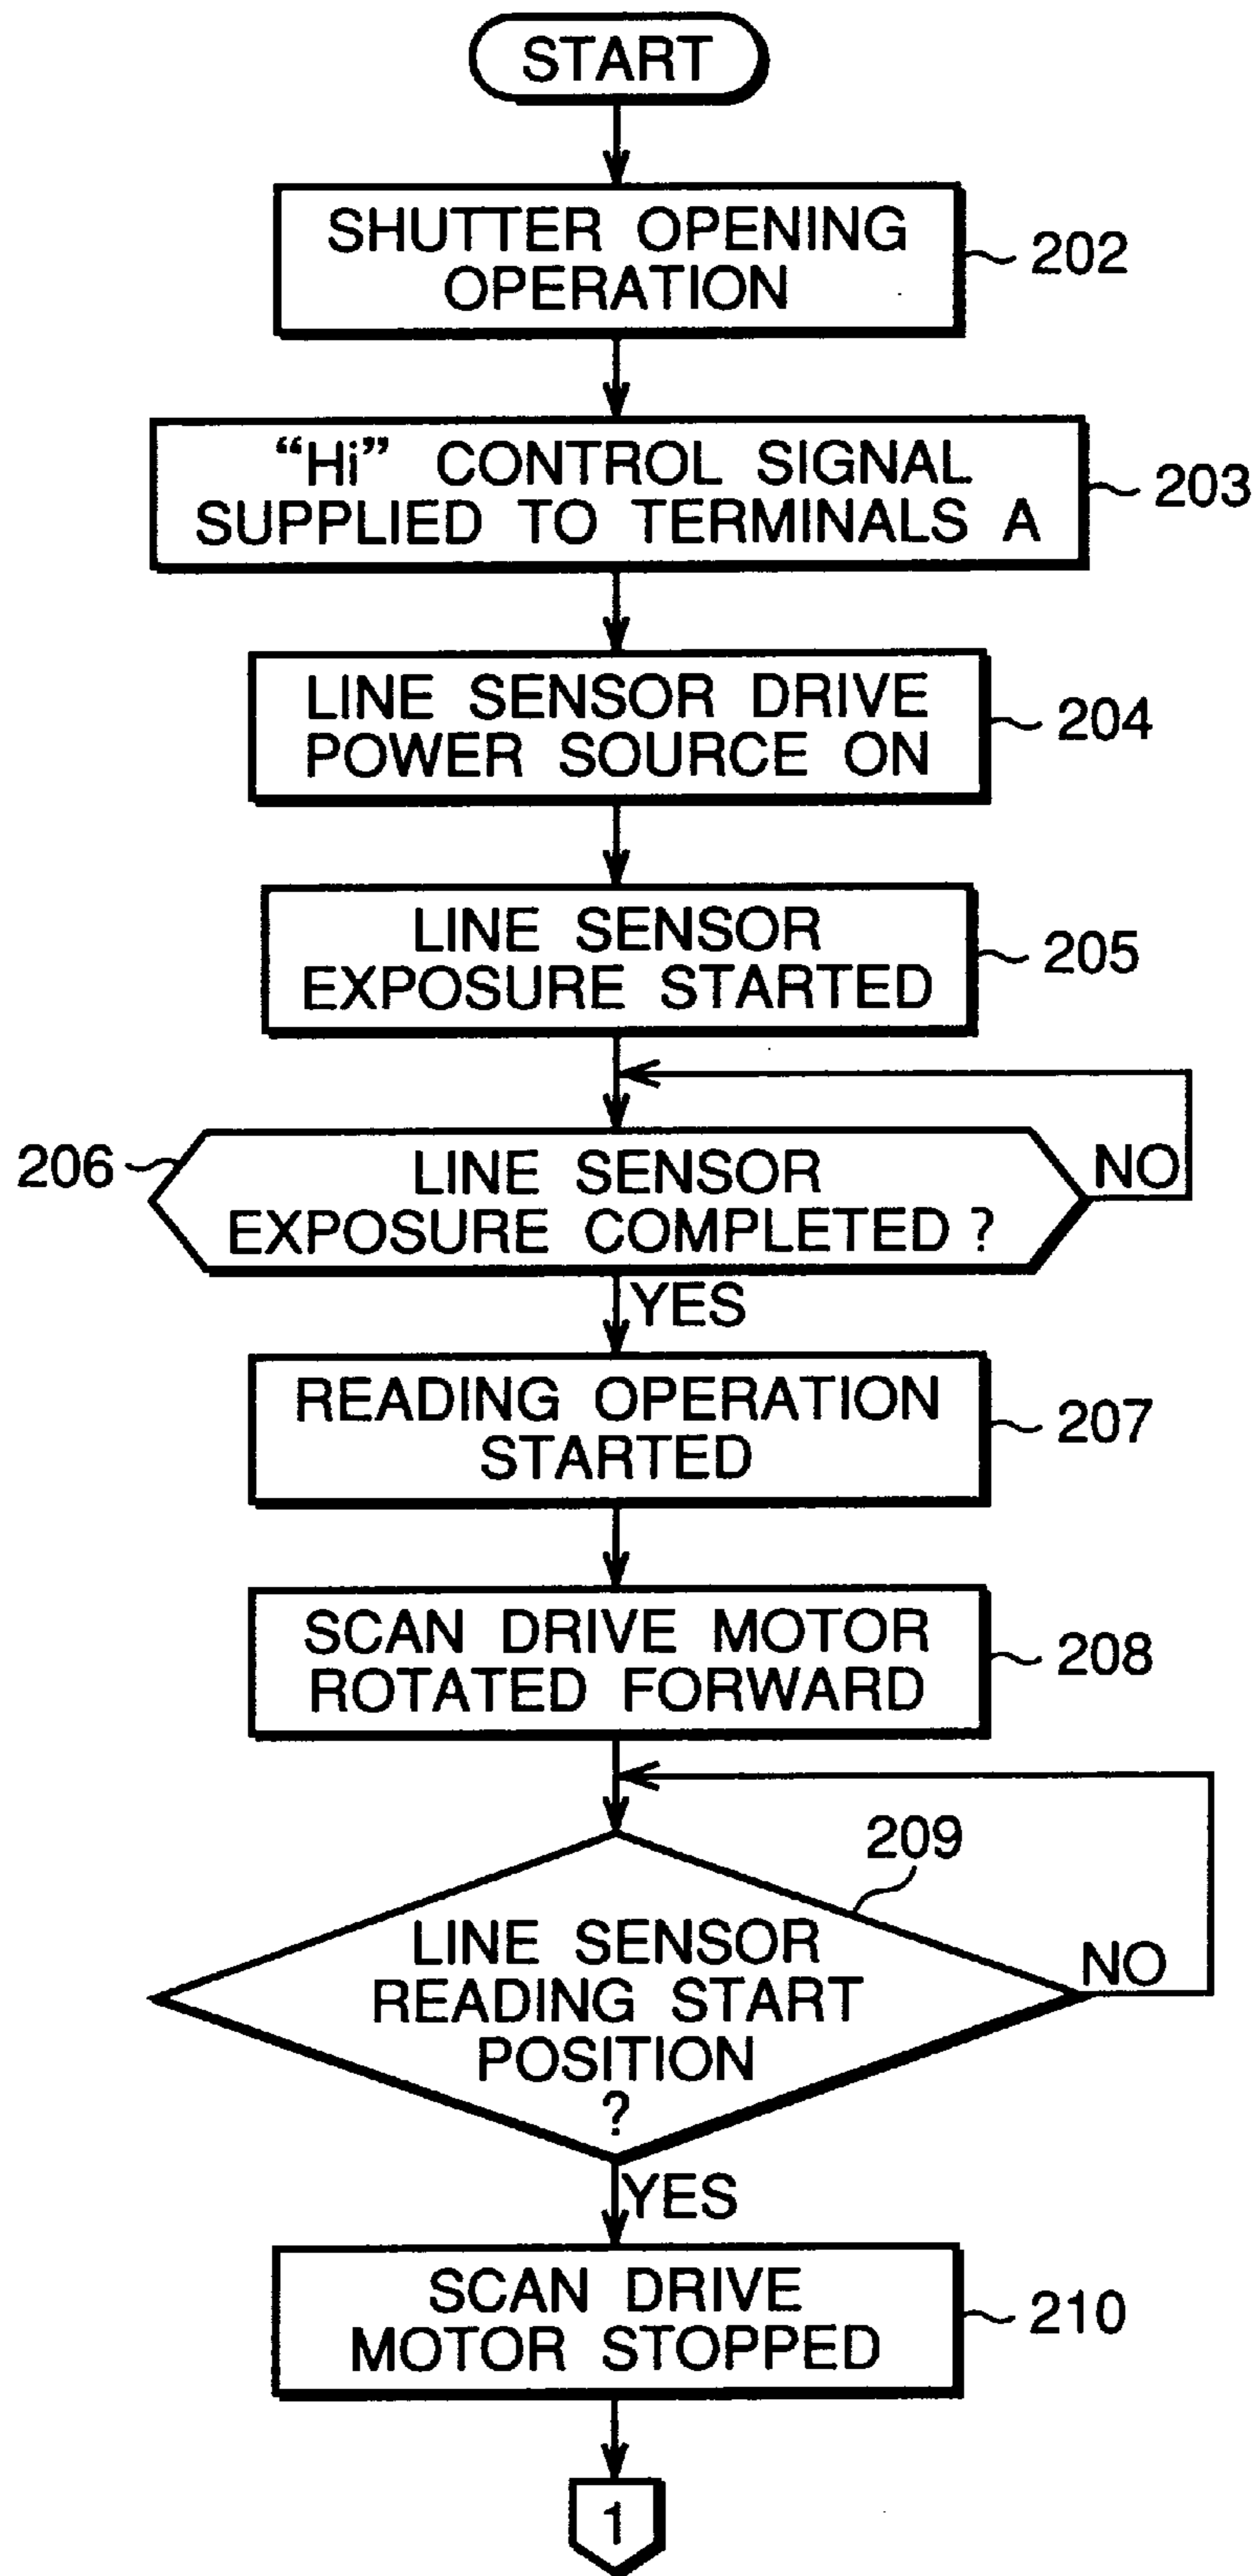 START
SHUTTER OPENING
OPERATION
202
“Hi” CONTROL SIGNAL
SUPPLIED TO TERMINALS A
203
LINE SENSOR DRIVE
POWER SOURCE ON
204
LINE SENSOR
EXPOSURE STARTED
205
206
LINE SENSOR
EXPOSURE COMPLETED ?
NO
YES
READING OPERATION
STARTED
207
SCAN DRIVE MOTOR
ROTATED FORWARD
208
209
LINE SENSOR
READING START
POSITION
?
NO
YES
SCAN DRIVE
MOTOR STOPPED
210
1